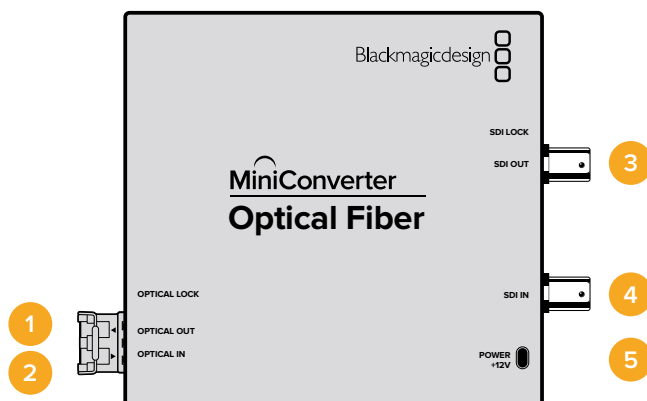 Blackmagicdesign
SDI LOCK
SDI OUT
3
MiniConverter
Optical Fiber
OPTICAL LOCK
SDI IN
4
1
OPTICAL OUT
OPTICAL IN
2
POWER
+12V
5